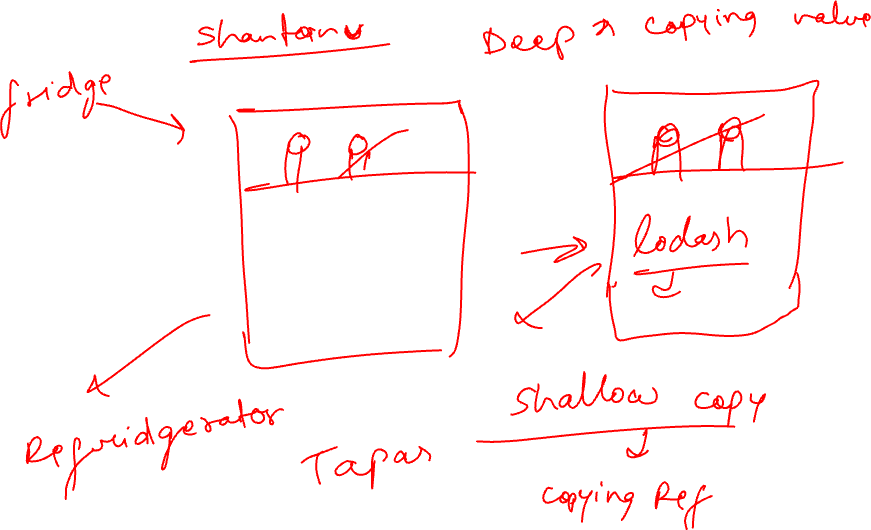 Shantanu
Deep → copying value
fridge
lodash
Shallow copy
Refridgerator
Tapas
copying Ref